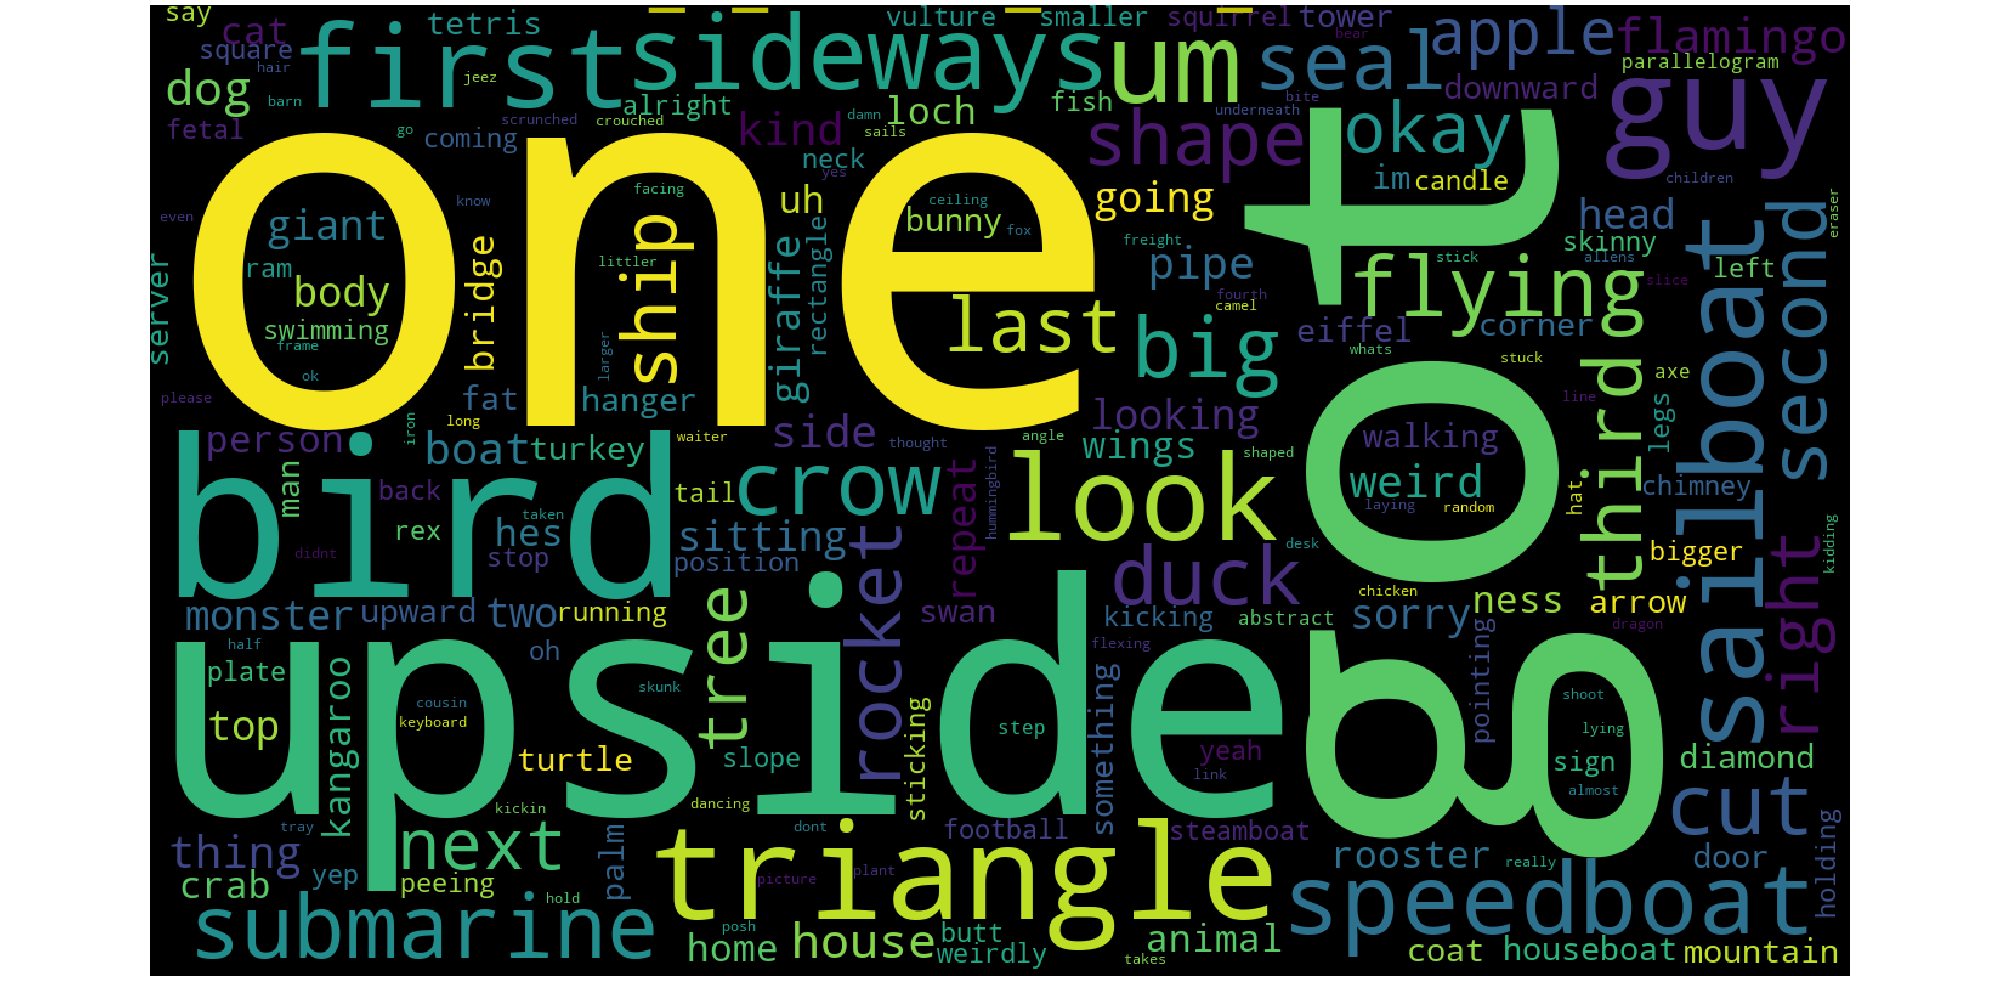 say
cat
tetris
vulture
smaller
squirrel
tower
bear
apple
flamingo
square
hair
first
sideways
um
seal
parallelogram
jeez
dog
barn
alright
loch
fish
bite
underneath
downward
guy
fetal
go
coming
scrunched
crouched
kind
damn
sails
shape
okay
neck
yes
im
candle
children
even
know
facing
uh
ceiling
bunny
going
got
head
second
eraser
giant
one
ship
giraffe
rectangle
fox
freight
pipe
stick
skinny
allens
left
ram
body
littler
last
fourth
camel
flying
slice
server
swimming
bridge
big
eiffel
corner
frame
ok
larger
whats
stuck
third
axe
sailboat
please
fat
hanger
long
iron
looking
line
legs
person
boat
turkey
waiter
side
thought
angle
wings
shaped
walking
man
back
tail
crow
repeat
hummingbird
look
weird
hat
chimney
bird
rex
hes
taken
sitting
laying
random
didnt
stop
position
rocket
desk
bigger
right
kidding
monster
upward
two
running
tree
swan
duck
kicking
chicken
abstract
sorry
ness
arrow
dragon
half
oh
flexing
plate
kangaroo
upside
skunk
something
pointing
shoot
cousin
keyboard
top
sticking
step
lying
turtle
slope
yeah
link
sign
diamond
almost
kickin
dancing
cut
thing
tray
next
palm
triangle
dont
football
steamboat
rooster
really
door
holding
crab
yep
peeing
picture
plant
speedboat
hold
submarine
posh
home
house
butt
weirdly
takes
animal
coat
houseboat
mountain